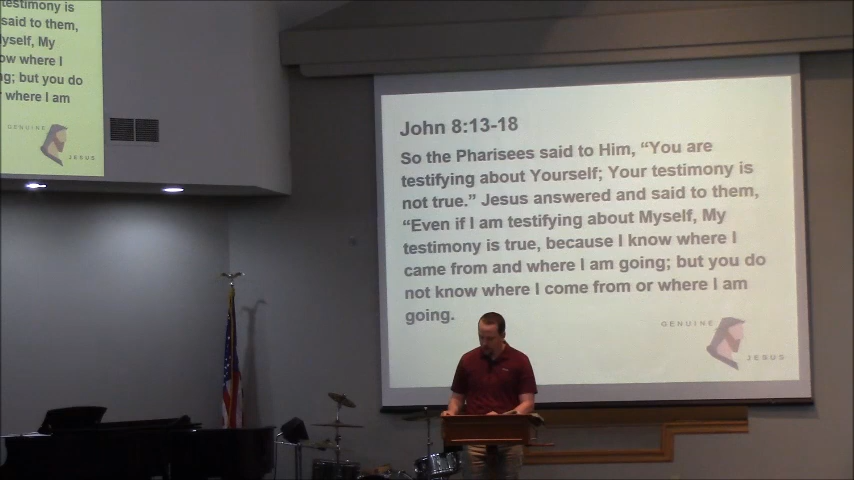 testimony is
said to them,
yself, My
ow where I
ng; but you do
r where I am
GENUINE
JESUS
John 8:13-18
So the Pharisees said to Him, “You are
testifying about Yourself; Your testimony is
not true.” Jesus answered and said to them,
“Even if I am testifying about Myself, My
testimony is true, because I know where I
came from and where I am going; but you do
not know where I come from or where I am
going.
GENUINE
JESUS